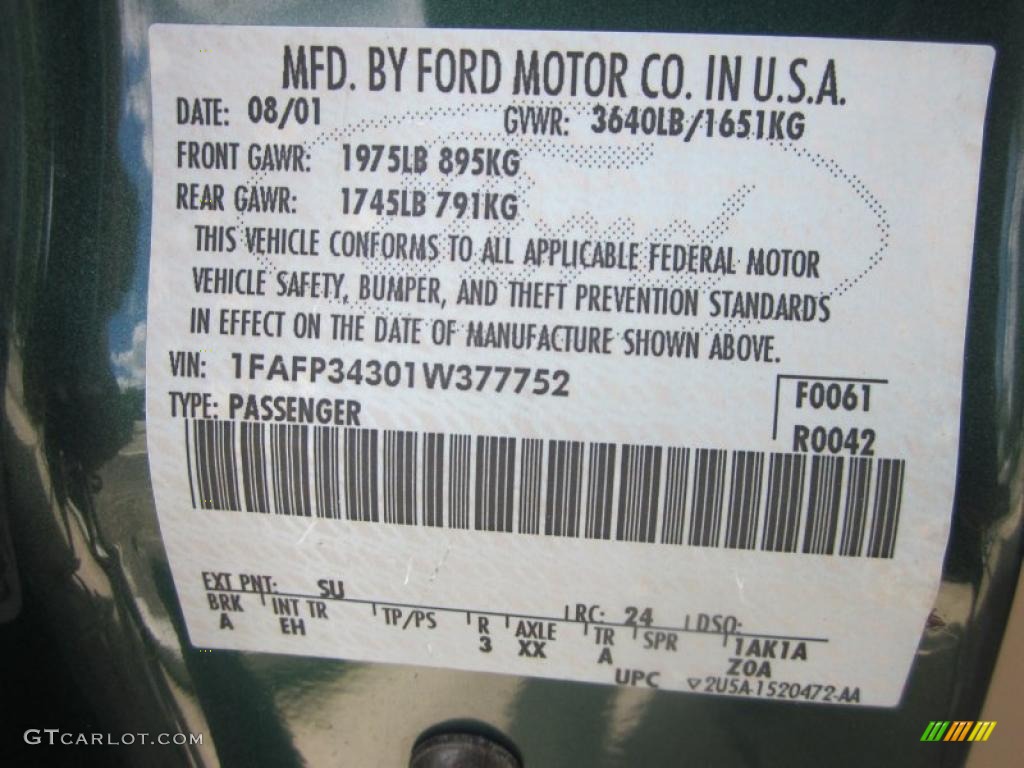 MFD. BY FORD MOTOR CO. IN U.S.A.
DATE: 08/01 GVWR: 3640LB/1651KG
FRONT GAWR: 1975LB 895KG
REAR GAWR: 1745LB 791KG
THIS VEHICLE CONFORMS TO ALL APPLICABLE FEDERAL MOTOR
VEHICLE SAFETY, BUMPER, AND THEFT PREVENTION STANDARDS
IN EFFECT ON THE DATE OF MANUFACTURE SHOWN ABOVE.
VIN: 1FAFP34301W377752
F0061
TYPE: PASSENGER
R0042
EXT PNT: SU RC: 24 DSO:
BRK INT TR TP/PS R AXLE TR SPR 1AK1A
A EH 3 XX A Z0A
UPC ▽2U5A-1520472-AA
GTCARLOT.COM